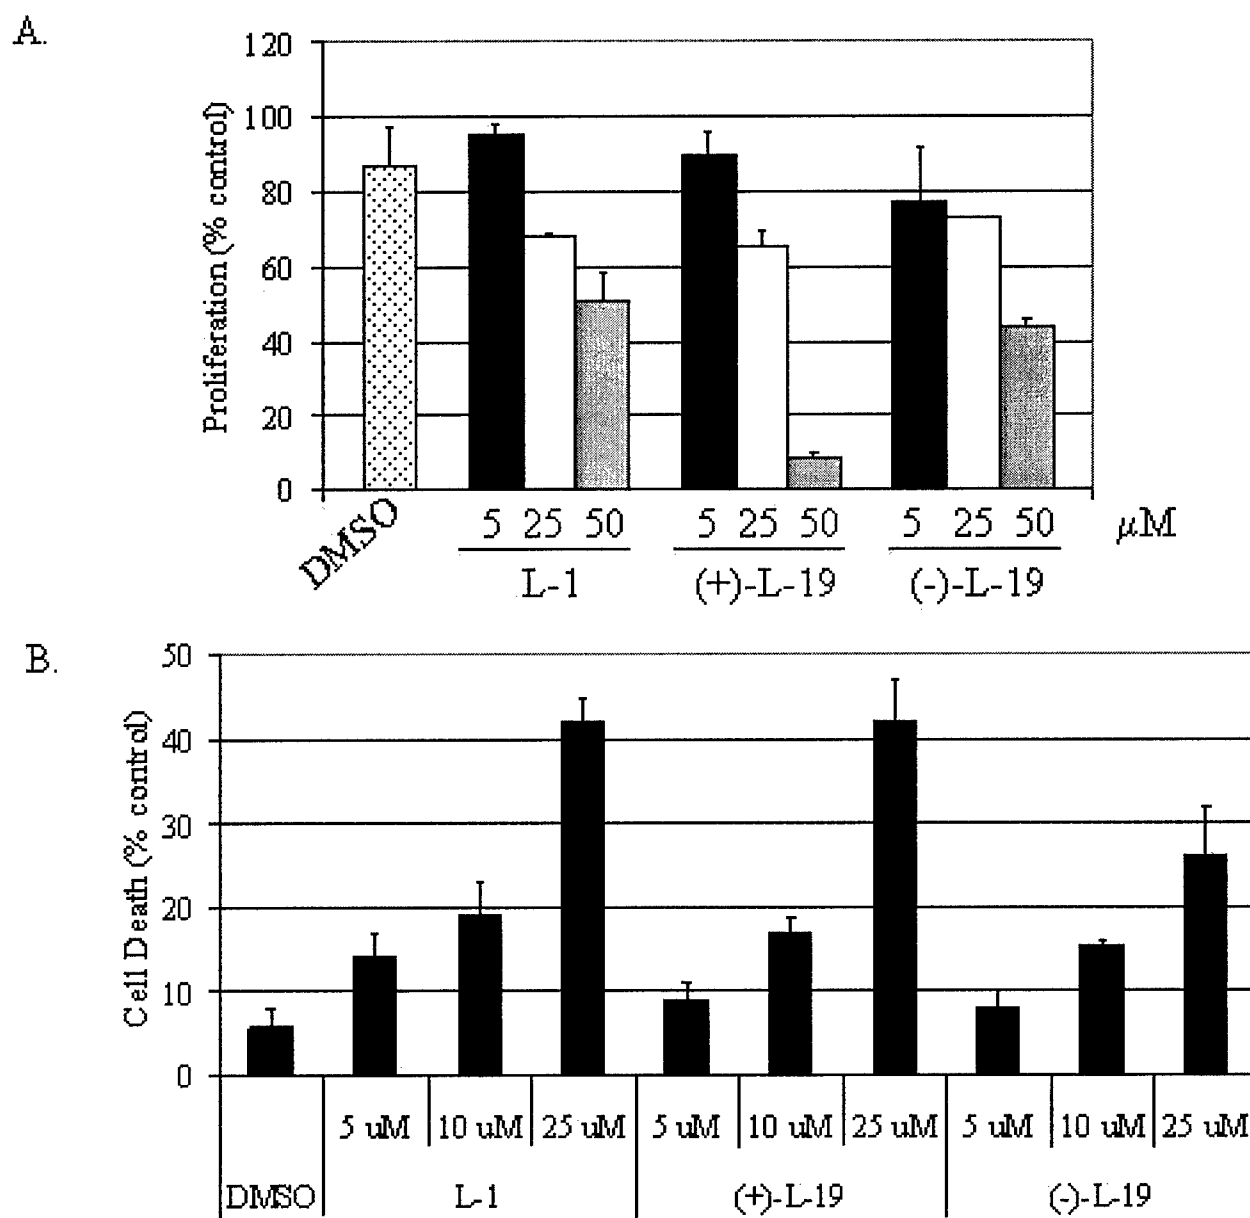 A.
120
100
80
60
40
20
0
Proliferation (% control)
DMSO
5 25 50 5 25 50 5 25 50 µM
L-1 (+)-L-19 (-)-L-19
B.
50
40
30
20
10
0
Cell Death (% control)
5 uM 10 uM 25 uM 5 uM 10 uM 25 uM 5 uM 10 uM 25 uM
DMSO L-1 (+)-L-19 (-)-L-19